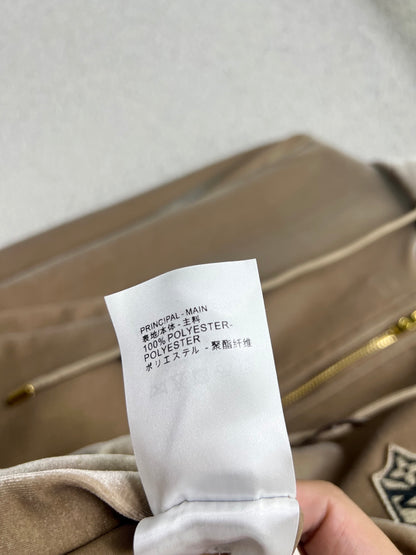 PRINCIPAL - MAIN
表地/本体 - 主料
100% POLYESTER-
POLYESTER
ポリエステル - 聚酯纤维